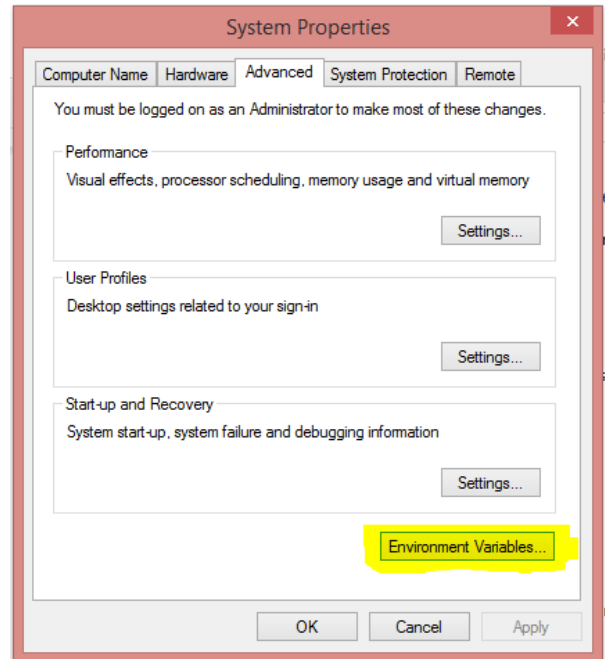 System Properties
Computer Name Hardware Advanced System Protection Remote
You must be logged on as an Administrator to make most of these changes.
Performance
Visual effects, processor scheduling, memory usage and virtual memory
Settings...
User Profiles
Desktop settings related to your sign-in
Settings...
Start-up and Recovery
System start-up, system failure and debugging information
Settings...
Environment Variables...
OK Cancel Apply